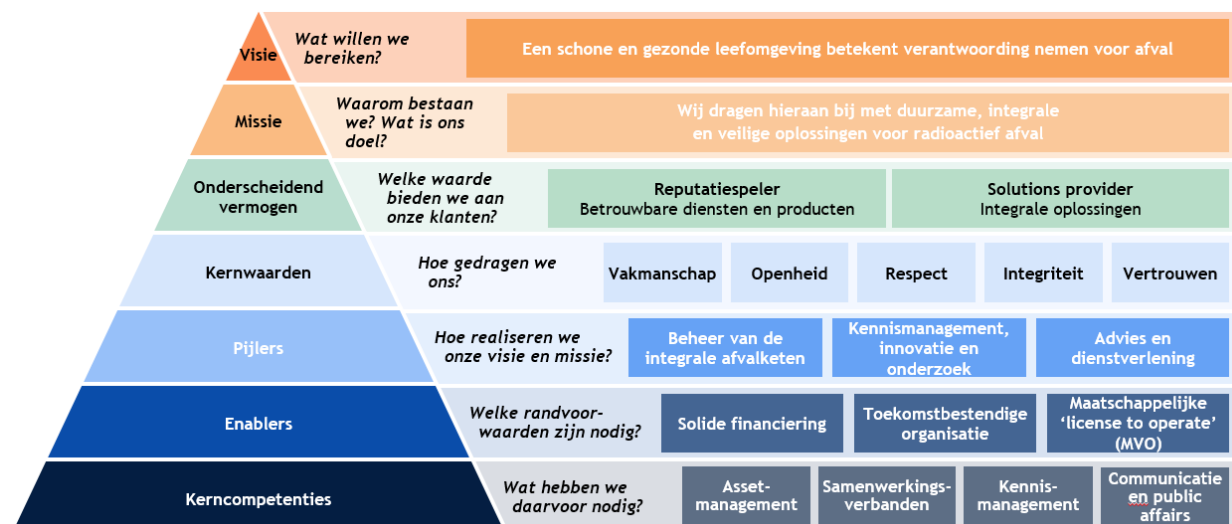 Visie
Wat willen we
bereiken?
Een schone en gezonde leefomgeving betekent verantwoording nemen voor afval
Missie
Waarom bestaan
we? Wat is ons
doel?
Wij dragen hieraan bij met duurzame, integrale
en veilige oplossingen voor radioactief afval
Onderscheidend
vermogen
Welke waarde
bieden we aan
onze klanten?
Reputatiespeler
Betrouwbare diensten en producten
Solutions provider
Integrale oplossingen
Kernwaarden
Hoe gedragen we
ons?
Vakmanschap
Openheid
Respect
Integriteit
Vertrouwen
Pijlers
Hoe realiseren we
onze visie en missie?
Beheer van de
integrale afvalketen
Kennismanagement,
innovatie en
onderzoek
Advies en
dienstverlening
Enablers
Welke randvoor-
waarden zijn nodig?
Solide financiering
Toekomstbestendige
organisatie
Maatschappelijke
‘license to operate’
(MVO)
Kerncompetenties
Wat hebben we
daarvoor nodig?
Asset-
management
Samenwerkings-
verbanden
Kennis-
management
Communicatie
en public
affairs